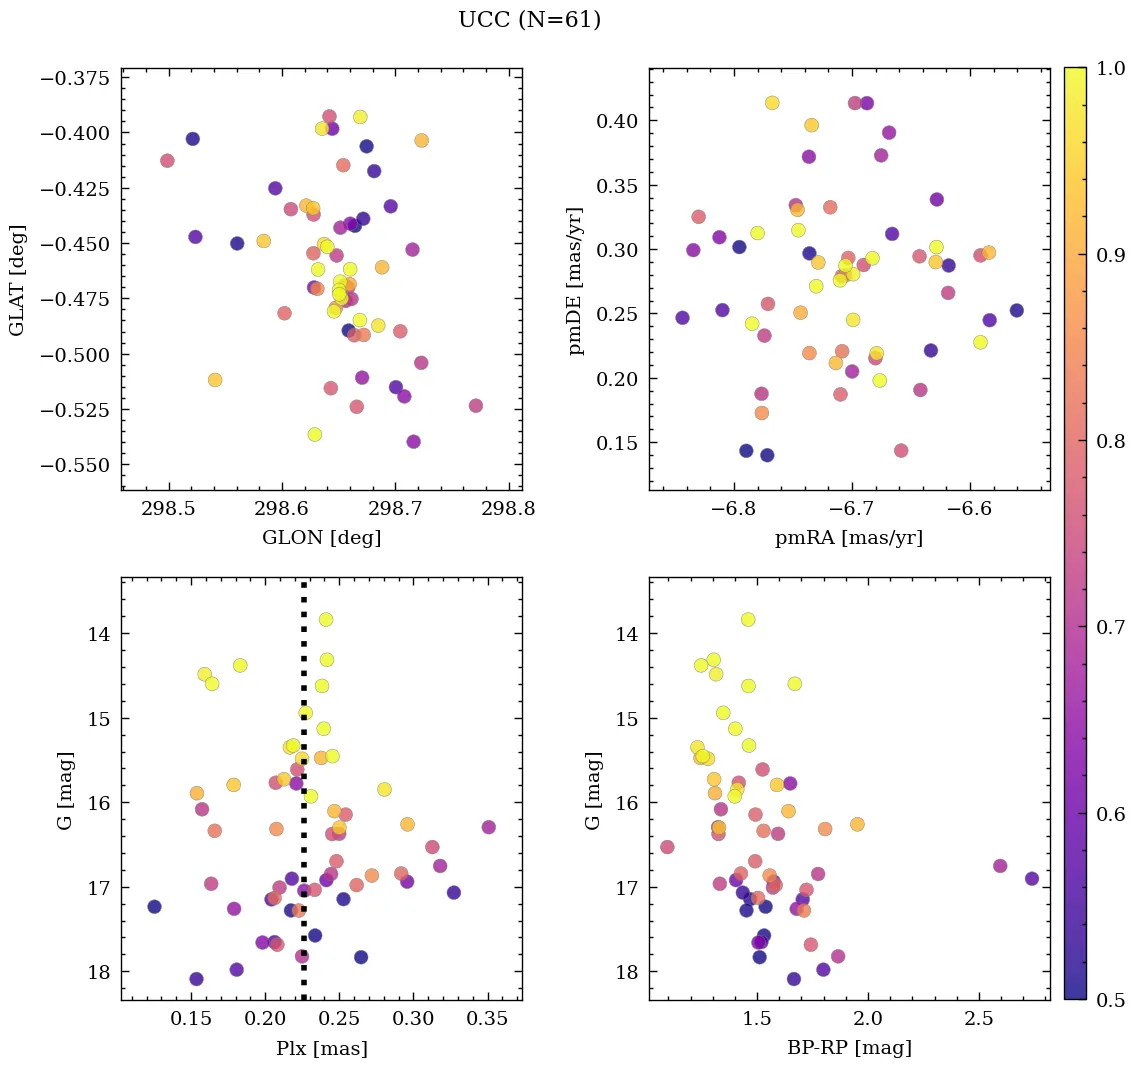 UCC (N=61)
−0.375
−0.400
−0.425
−0.450
−0.475
−0.500
−0.525
−0.550
GLAT [deg]
298.5 298.6 298.7 298.8
GLON [deg]
0.40
0.35
0.30
0.25
0.20
0.15
pmDE [mas/yr]
−6.8 −6.7 −6.6
pmRA [mas/yr]
14
15
16
17
18
G [mag]
0.15 0.20 0.25 0.30 0.35
Plx [mas]
14
15
16
17
18
G [mag]
1.5 2.0 2.5
BP-RP [mag]
1.0
0.9
0.8
0.7
0.6
0.5